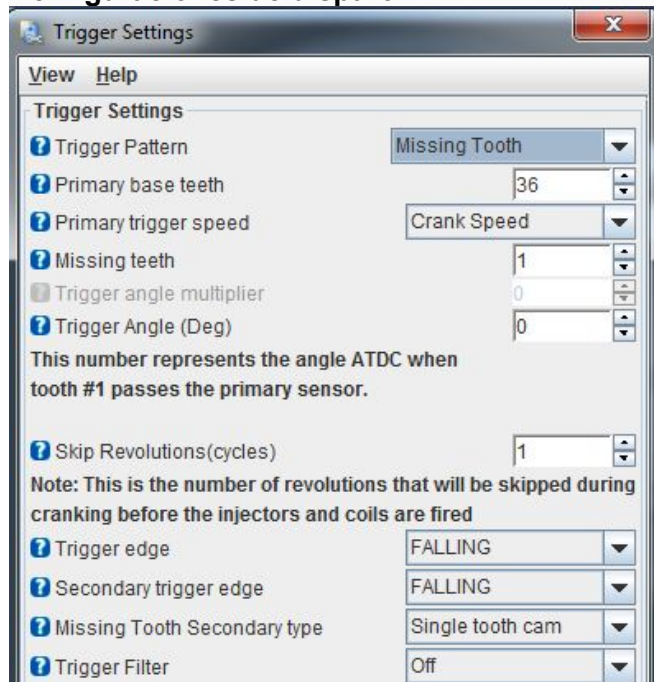 Trigger Settings
View Help
Trigger Settings
Trigger Pattern Missing Tooth
Primary base teeth 36
Primary trigger speed Crank Speed
Missing teeth 1
Trigger angle multiplier 0
Trigger Angle (Deg) 0
This number represents the angle ATDC when
tooth #1 passes the primary sensor.
Skip Revolutions(cycles) 1
Note: This is the number of revolutions that will be skipped during
cranking before the injectors and coils are fired
Trigger edge FALLING
Secondary trigger edge FALLING
Missing Tooth Secondary type Single tooth cam
Trigger Filter Off